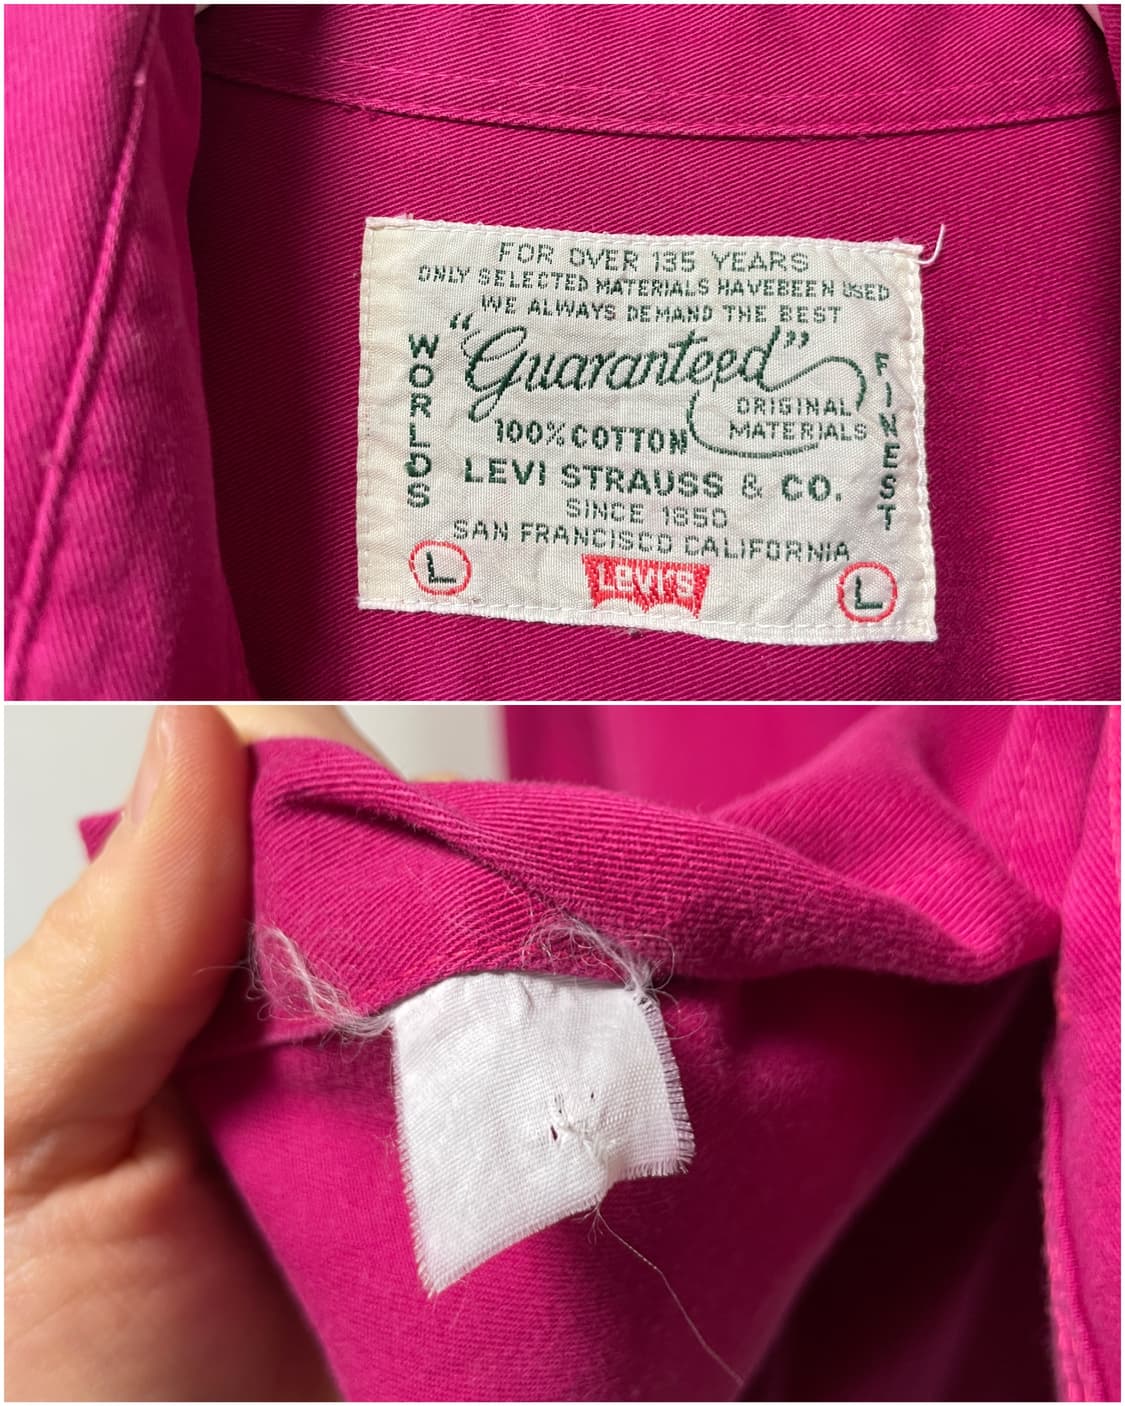 FOR OVER 135 YEARS
ONLY SELECTED MATERIALS HAVEBEEN USED
WE ALWAYS DEMAND THE BEST
WORLDS
"Guaranteed"
FINEST
ORIGINAL
MATERIALS
100% COTTON
LEVI STRAUSS & CO.
SINCE 1850
SAN FRANCISCO CALIFORNIA
L
LEVI'S
L